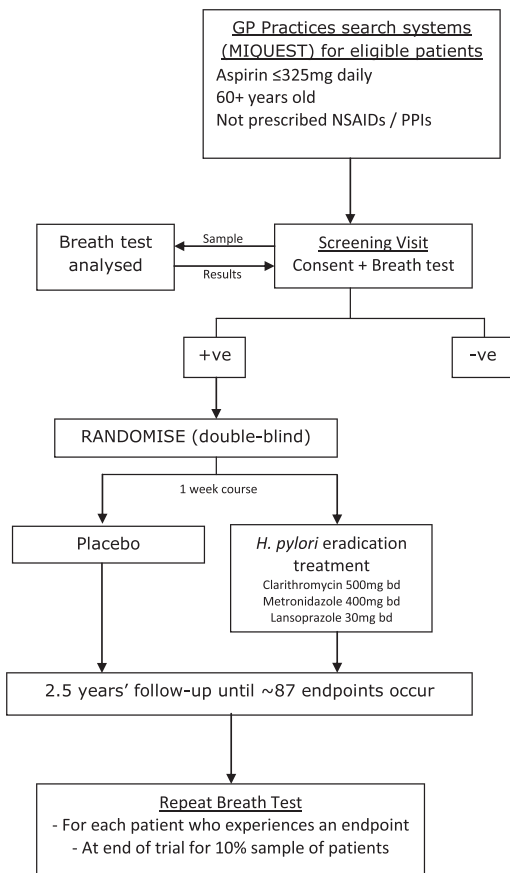 GP Practices search systems
(MIQUEST) for eligible patients
Aspirin ≤325mg daily
60+ years old
Not prescribed NSAIDs / PPIs
Breath test
analysed
Sample
Results
Screening Visit
Consent + Breath test
+ve
-ve
RANDOMISE (double-blind)
1 week course
Placebo
H. pylori eradication
treatment
Clarithromycin 500mg bd
Metronidazole 400mg bd
Lansoprazole 30mg bd
2.5 years’ follow-up until ~87 endpoints occur
Repeat Breath Test
- For each patient who experiences an endpoint
- At end of trial for 10% sample of patients